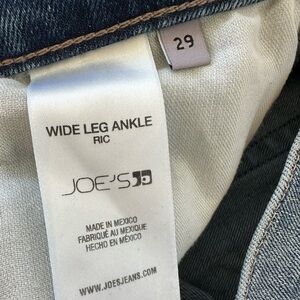 29
WIDE LEG ANKLE
RIC
JOE'S
MADE IN MEXICO
FABRIQUÉ AU MEXIQUE
HECHO EN MÉXICO
WWW.JOESJEANS.COM